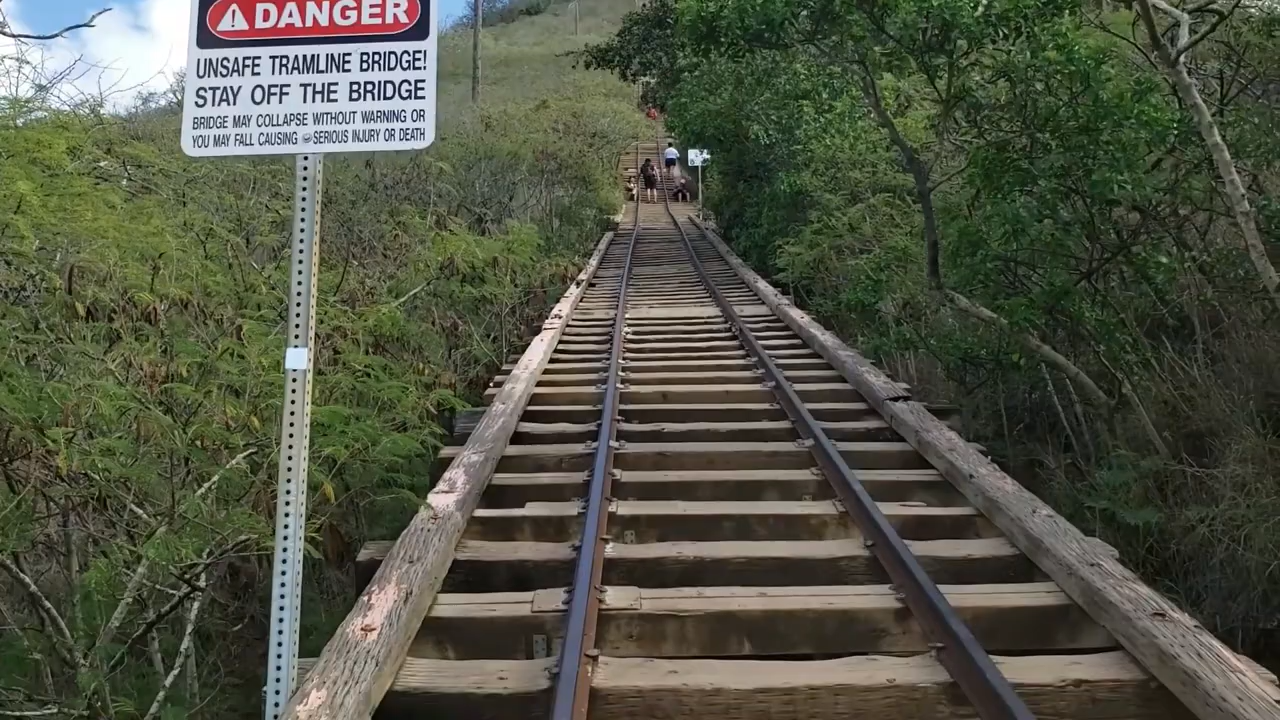 DANGER
UNSAFE TRAMLINE BRIDGE!
STAY OFF THE BRIDGE
BRIDGE MAY COLLAPSE WITHOUT WARNING OR
YOU MAY FALL CAUSING SERIOUS INJURY OR DEATH